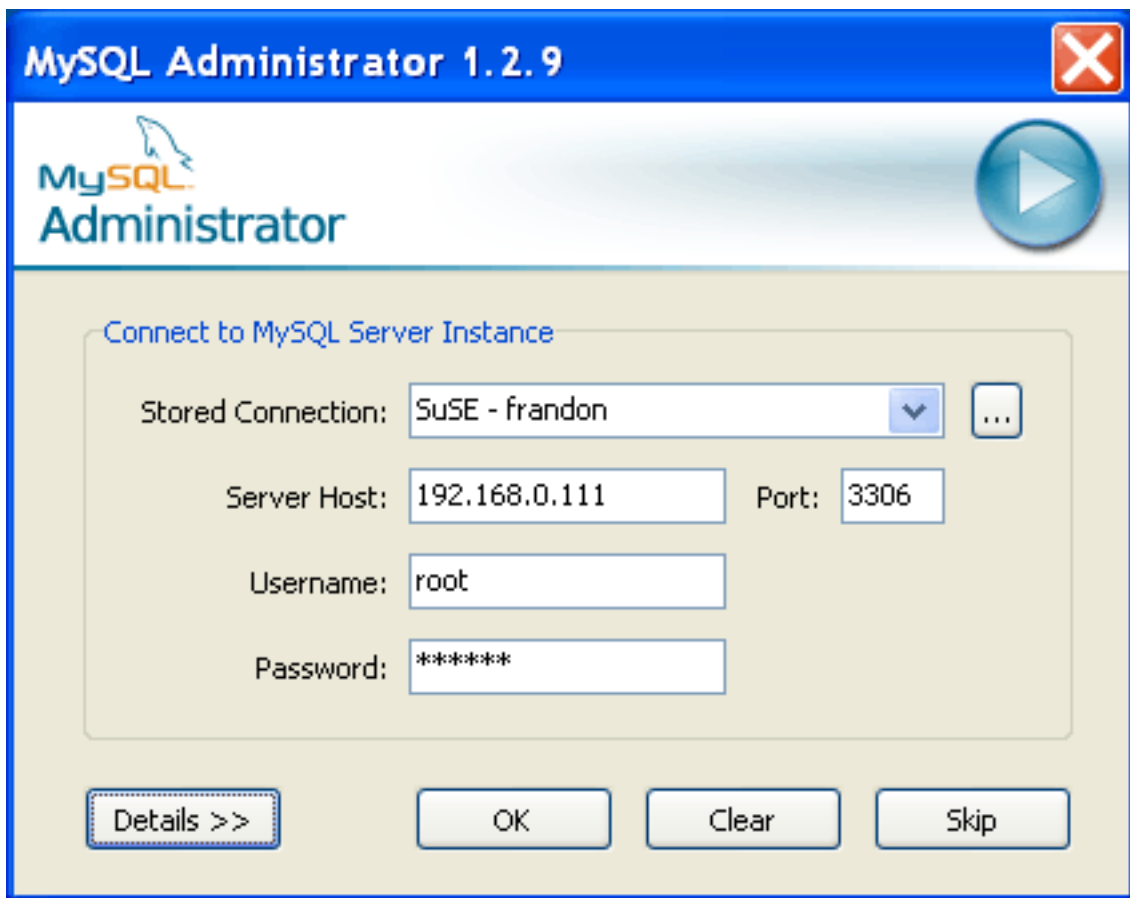 MySQL Administrator 1.2.9
MySQL
Administrator
Connect to MySQL Server Instance
Stored Connection: SuSE - frandon ...
Server Host: 192.168.0.111 Port: 3306
Username: root
Password: ******
Details >> OK Clear Skip